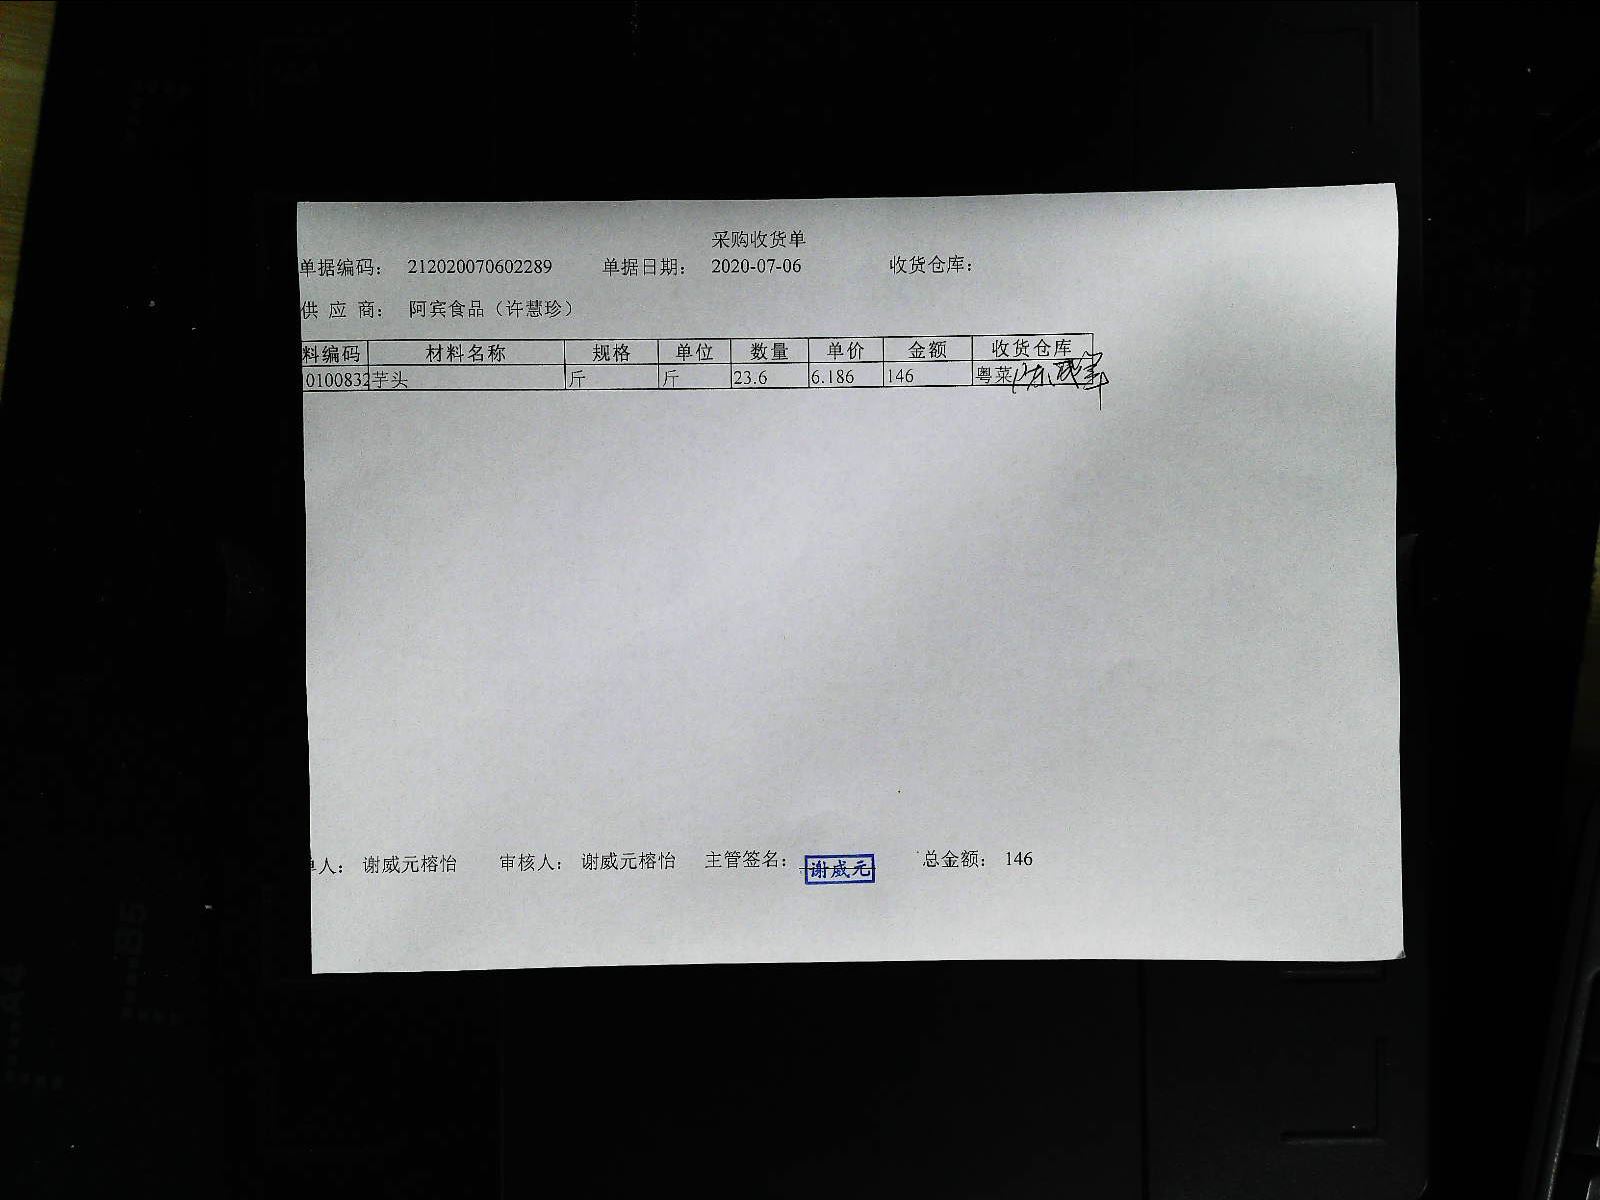 采购收货单
单据编码： 212020070602289 单据日期： 2020-07-06 收货仓库：
供 应 商： 阿宾食品（许慧珍）
料编码 材料名称 规格 单位 数量 单价 金额 收货仓库
0100832 芋头 斤 斤 23.6 6.186 146 粤菜
单人： 谢威元榕怡 审核人： 谢威元榕怡 主管签名： 谢威元 总金额： 146